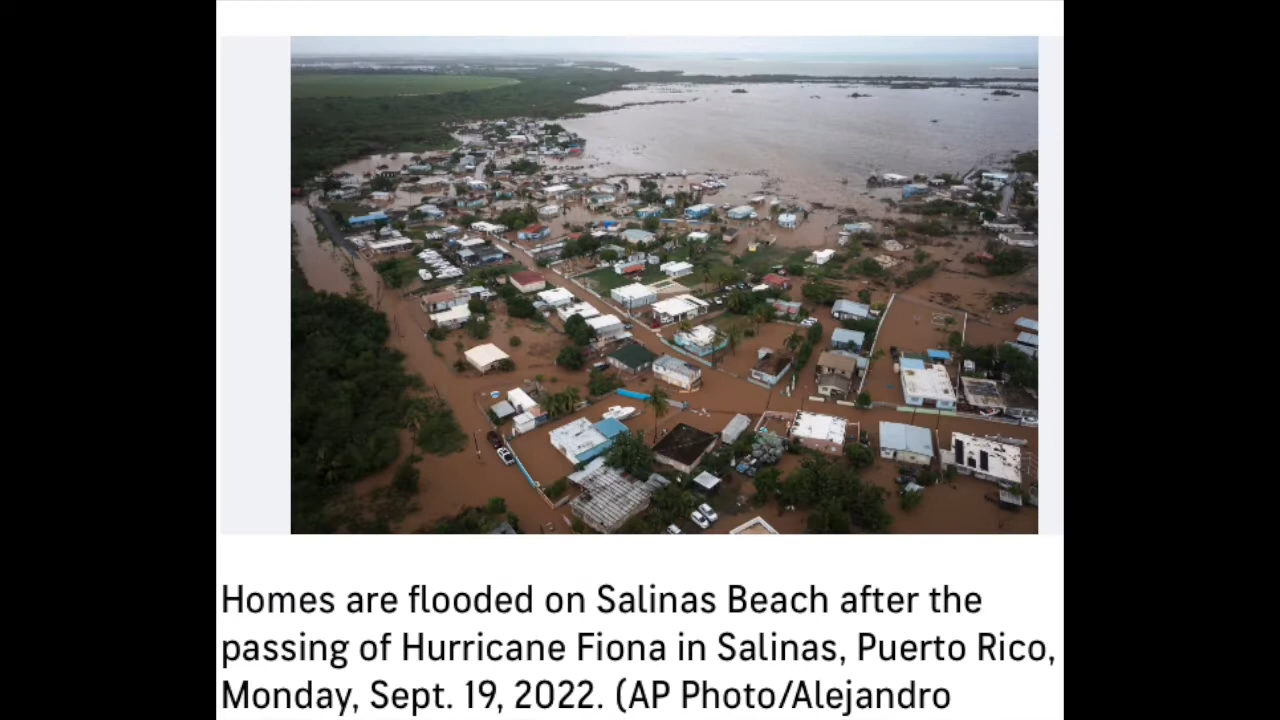 Homes are flooded on Salinas Beach after the
passing of Hurricane Fiona in Salinas, Puerto Rico,
Monday, Sept. 19, 2022. (AP Photo/Alejandro